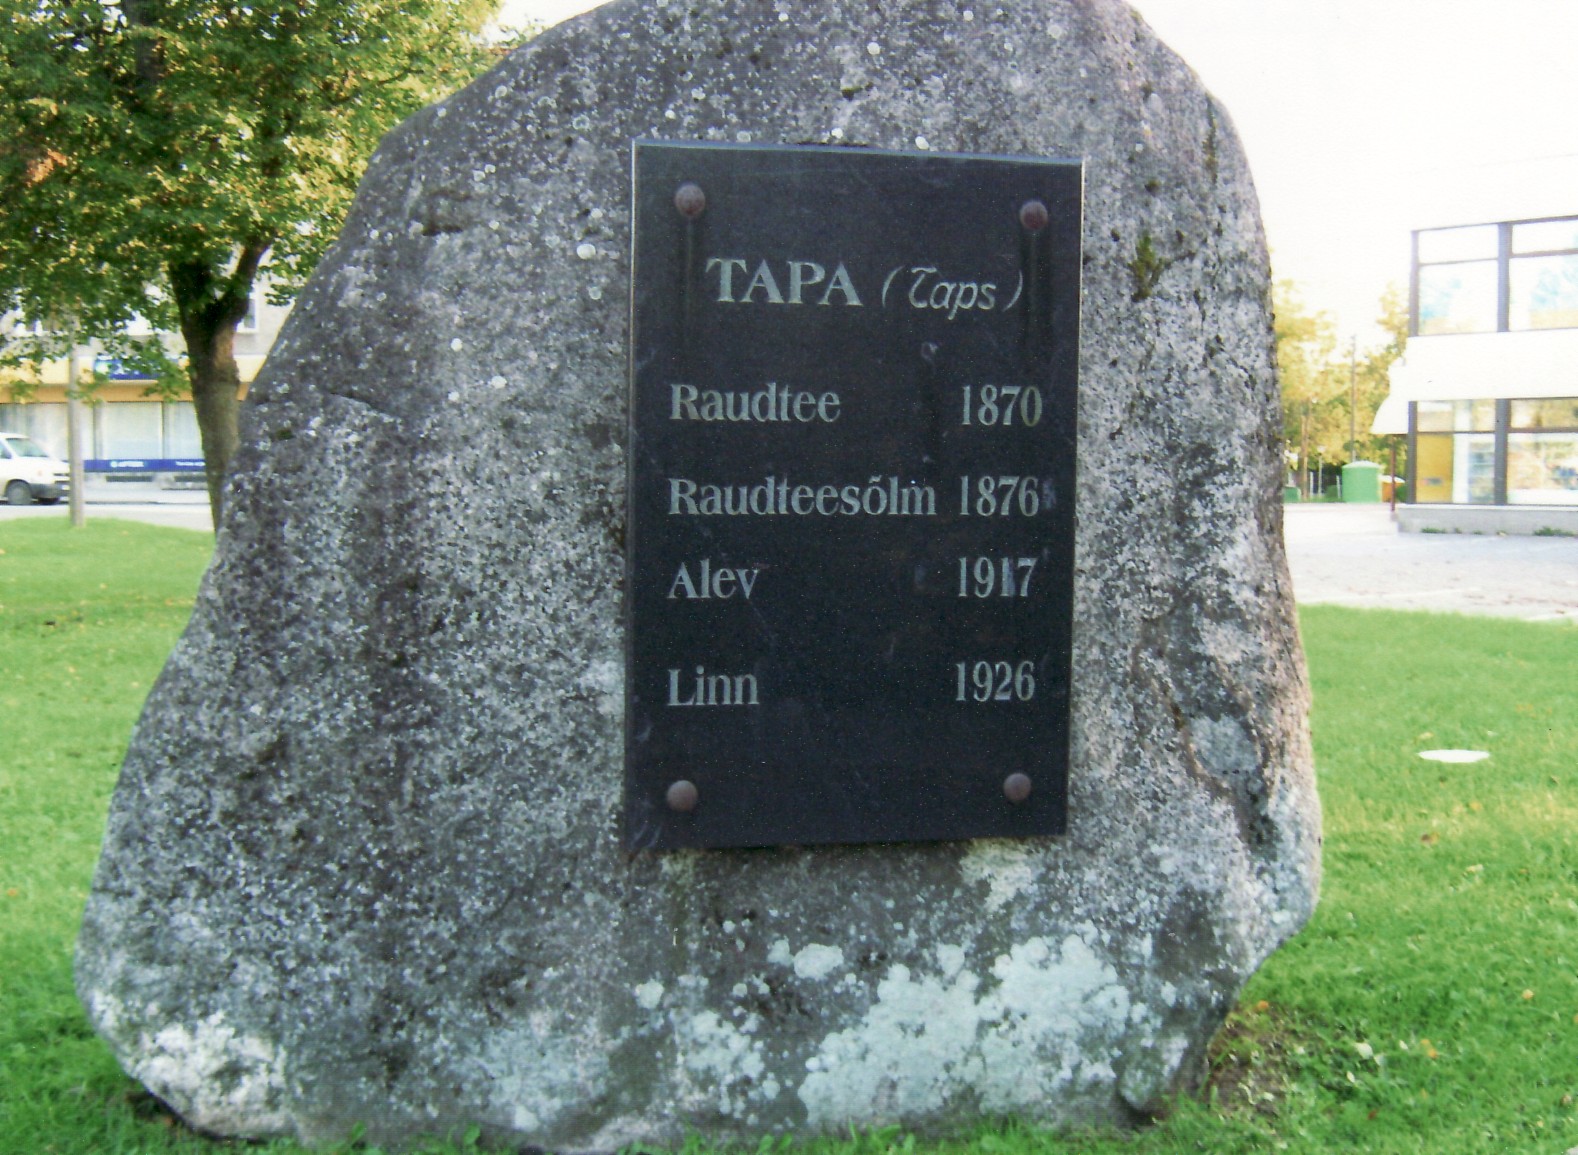 TAPA (Taps)
Raudtee 1870
Raudteesõlm 1876
Alev 1917
Linn 1926